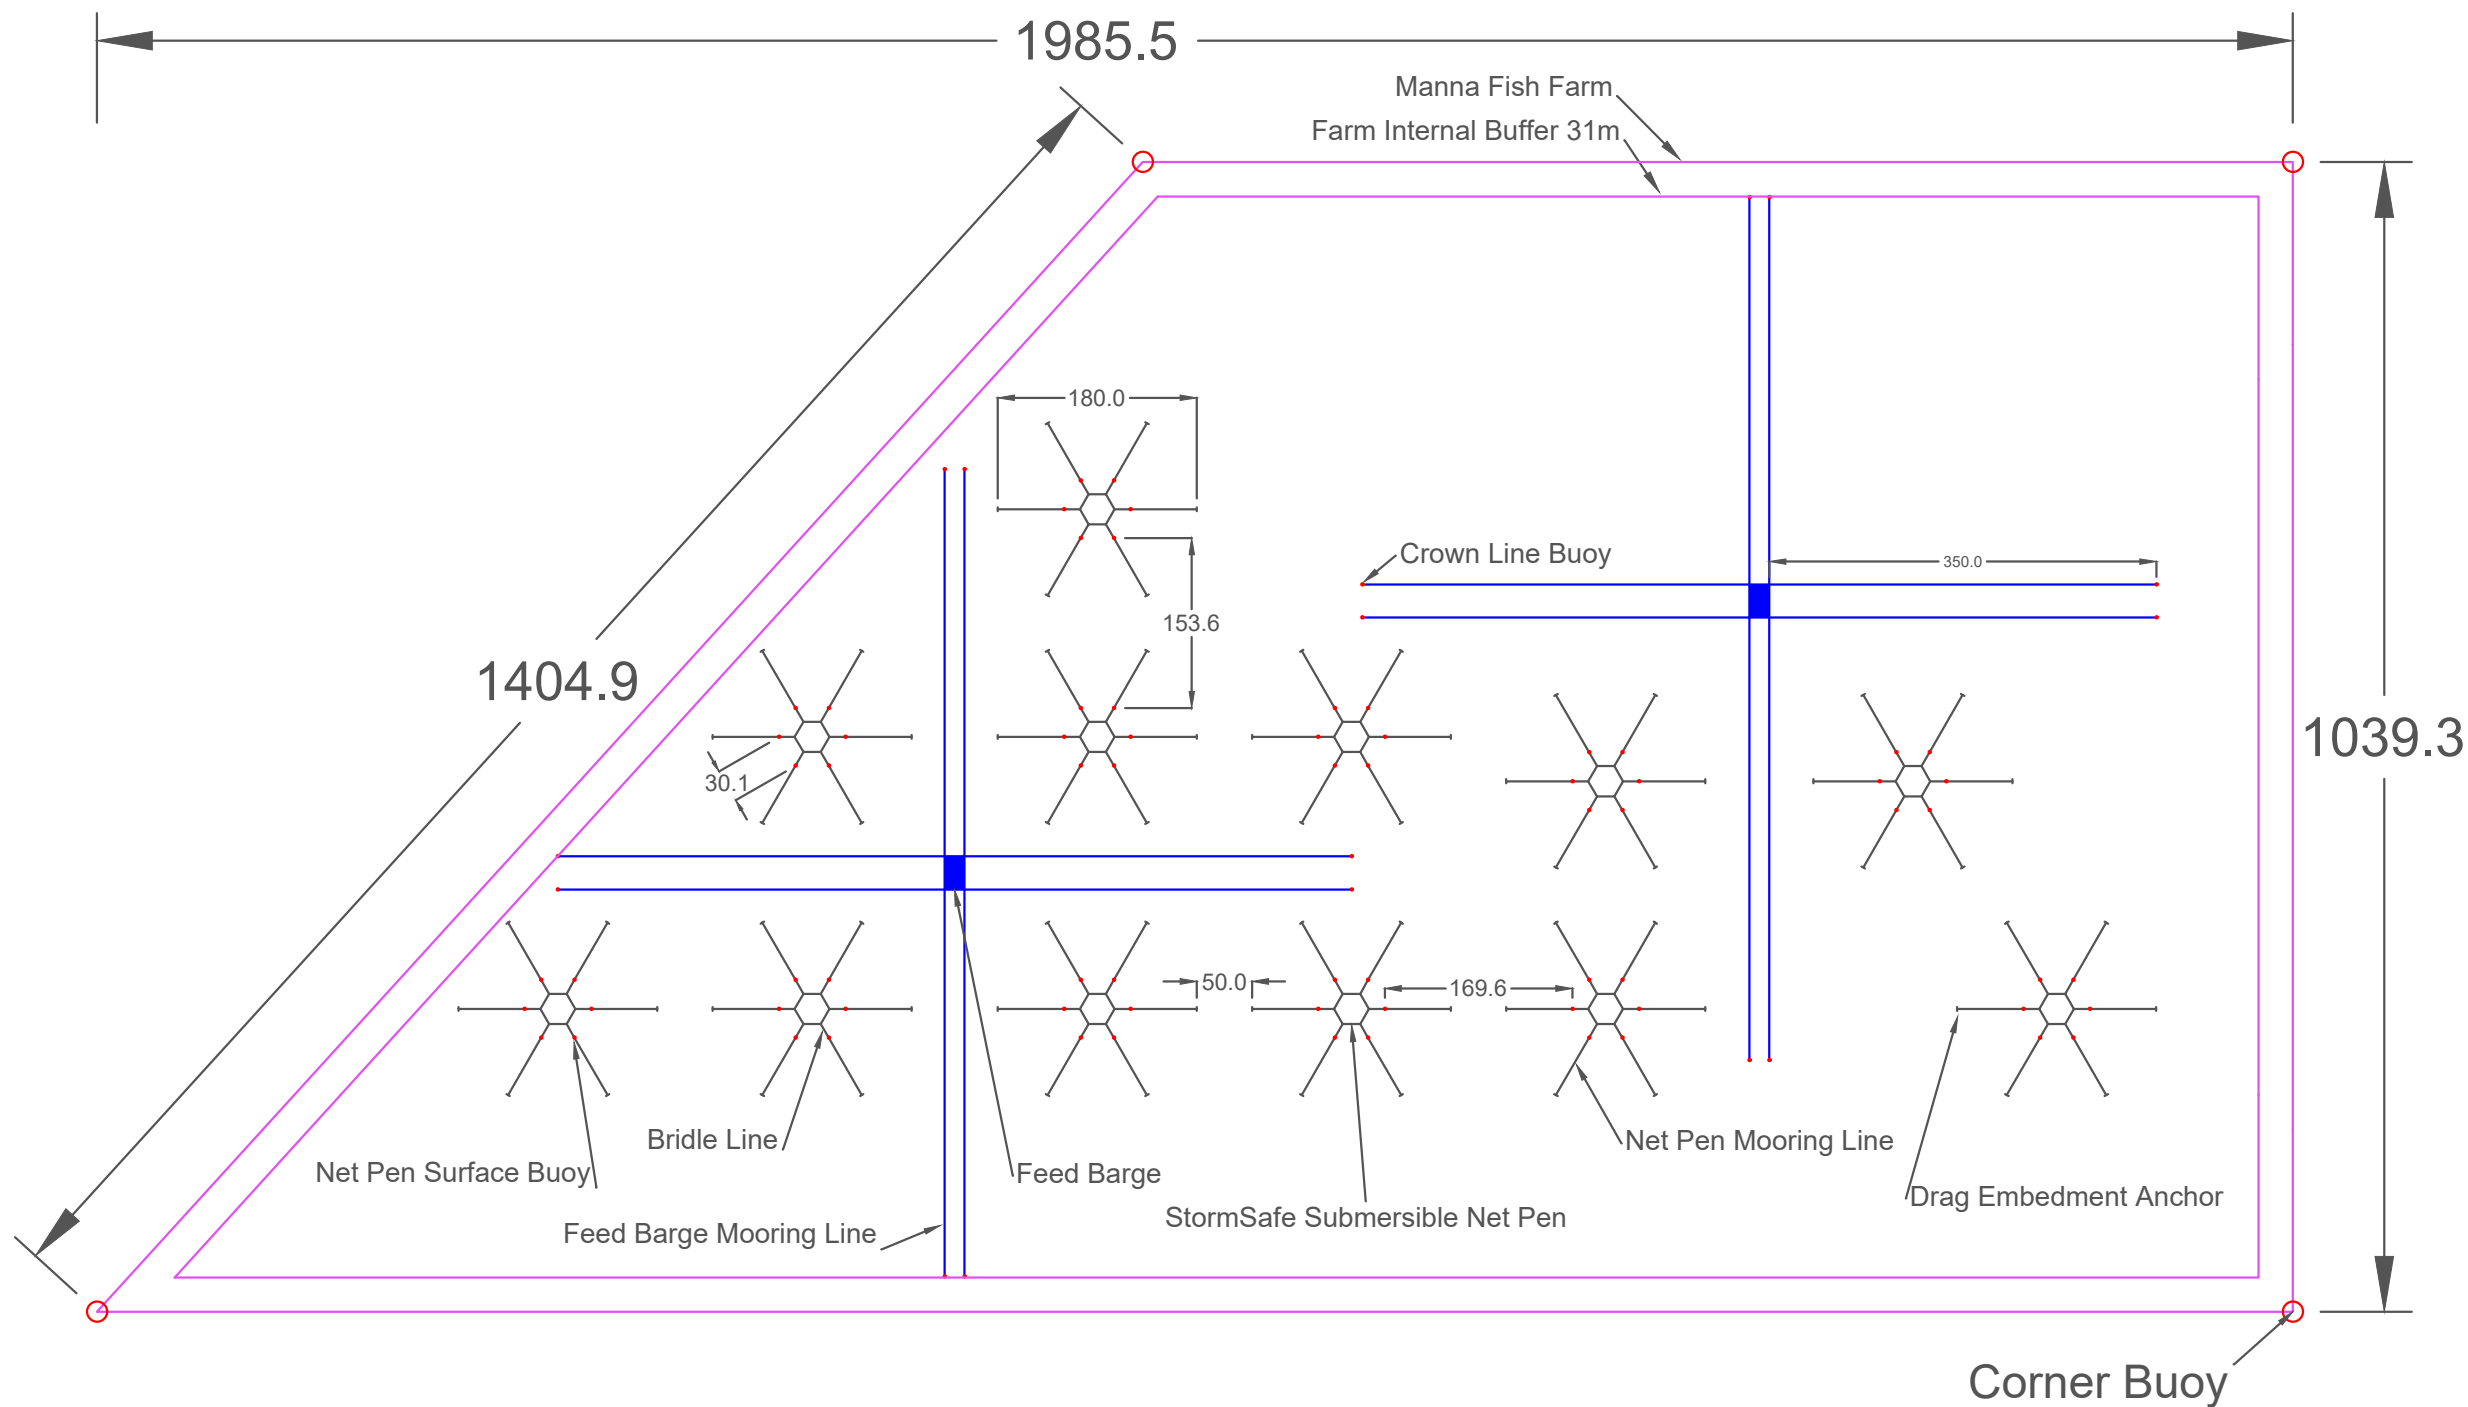 1985.5
Manna Fish Farm
Farm Internal Buffer 31m
180.0
Crown Line Buoy
350.0
153.6
1404.9
1039.3
30.1
50.0
169.6
Bridle Line
Net Pen Mooring Line
Net Pen Surface Buoy
Feed Barge
Drag Embedment Anchor
StormSafe Submersible Net Pen
Feed Barge Mooring Line
Corner Buoy